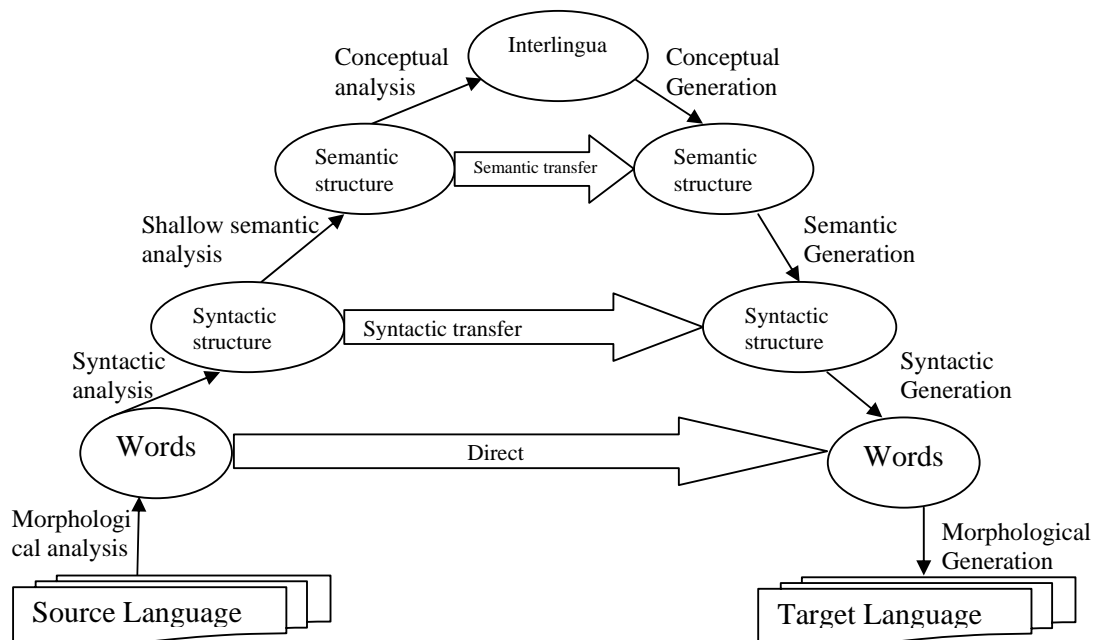 Interlingua
Conceptual
analysis
Conceptual
Generation
Semantic
structure
Semantic transfer
Semantic
structure
Shallow semantic
analysis
Semantic
Generation
Syntactic
structure
Syntactic transfer
Syntactic
structure
Syntactic
analysis
Syntactic
Generation
Words
Direct
Words
Morphologi
cal analysis
Morphological
Generation
Source Language
Target Language